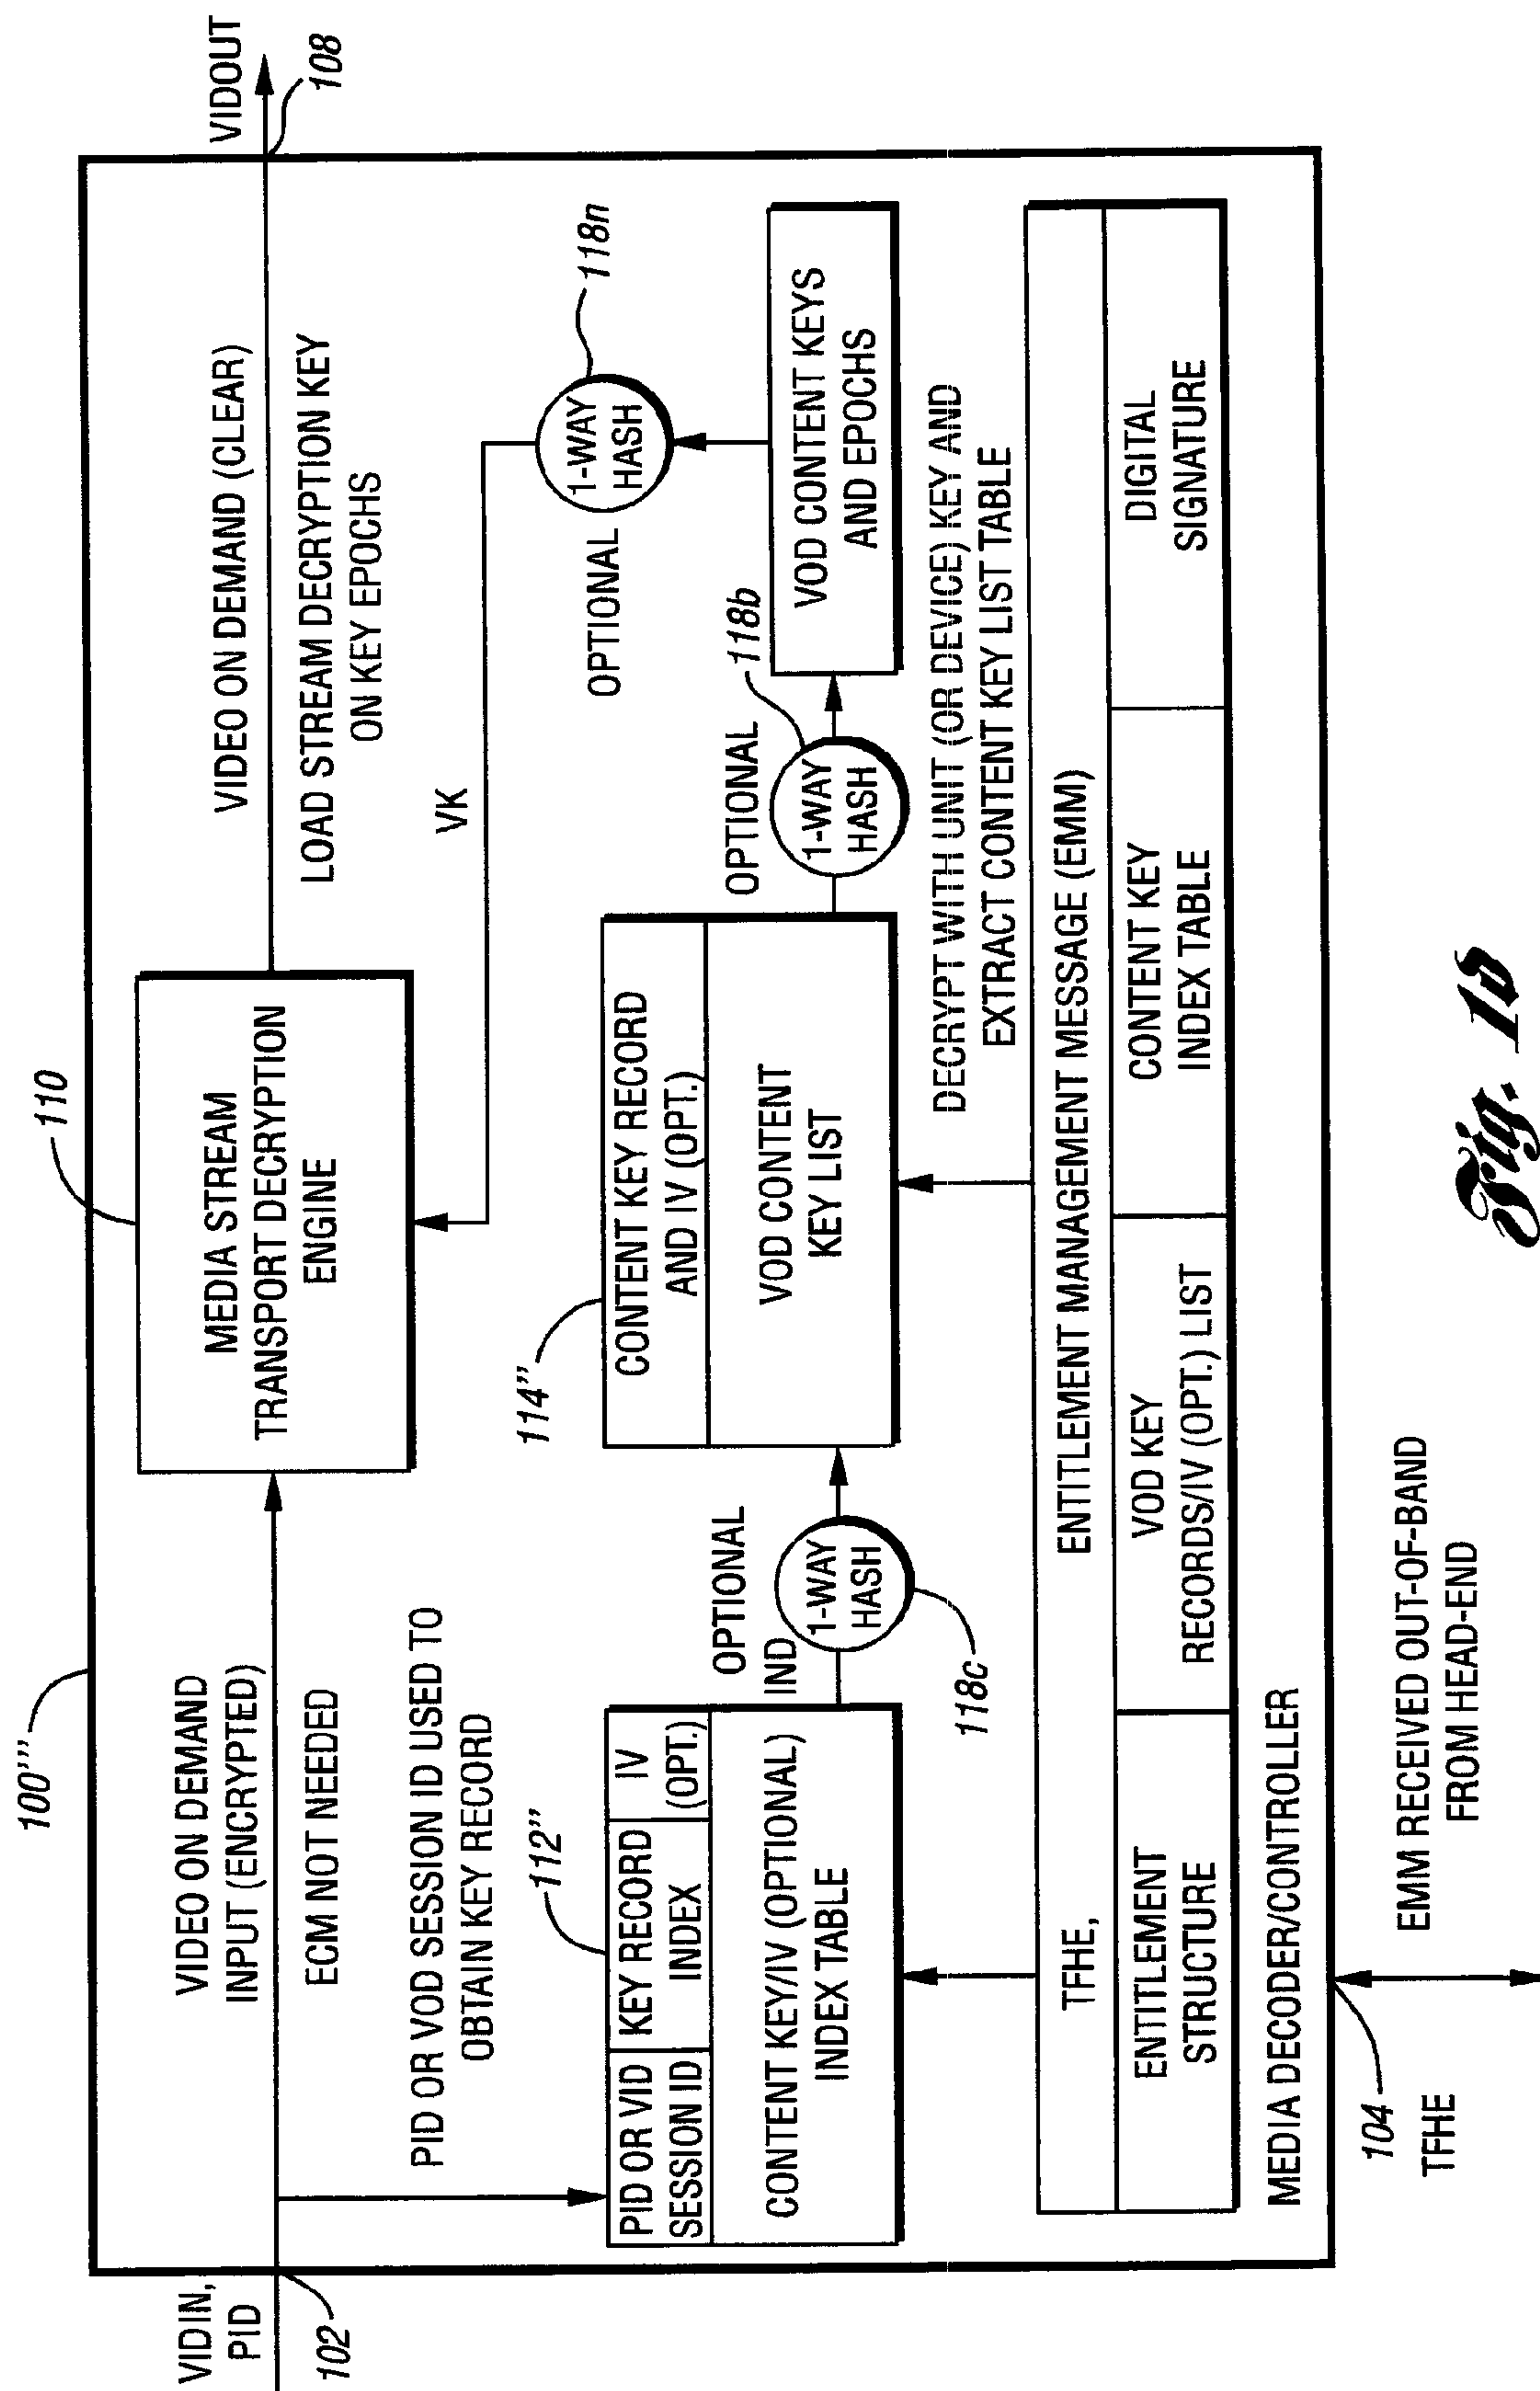 100'''
VIDIN,
PID
102
VIDEO ON DEMAND
INPUT (ENCRYPTED)
ECM NOT NEEDED
110
MEDIA STREAM
TRANSPORT DECRYPTION
ENGINE
VIDEO ON DEMAND (CLEAR)
LOAD STREAM DECRYPTION KEY
ON KEY EPOCHS
VIDOUT
108
PID OR VOD SESSION ID USED TO
OBTAIN KEY RECORD
VK
OPTIONAL
1-WAY
HASH
118n
112''
PID OR VID
SESSION ID
KEY RECORD
INDEX
IV
(OPT.)
CONTENT KEY/IV (OPTIONAL)
INDEX TABLE
IND
OPTIONAL
1-WAY
HASH
118c
114''
CONTENT KEY RECORD
AND IV (OPT.)
VOD CONTENT
KEY LIST
OPTIONAL
1-WAY
HASH
118b
VOD CONTENT KEYS
AND EPOCHS
DECRYPT WITH UNIT (OR DEVICE) KEY AND
EXTRACT CONTENT KEY LIST TABLE
TFHE,
ENTITLEMENT MANAGEMENT MESSAGE (EMM)
ENTITLEMENT
STRUCTURE
VOD KEY
RECORDS/IV (OPT.) LIST
CONTENT KEY
INDEX TABLE
DIGITAL
SIGNATURE
MEDIA DECODER/CONTROLLER
104
TFHE
EMM RECEIVED OUT-OF-BAND
FROM HEAD-END
Fig. 1d